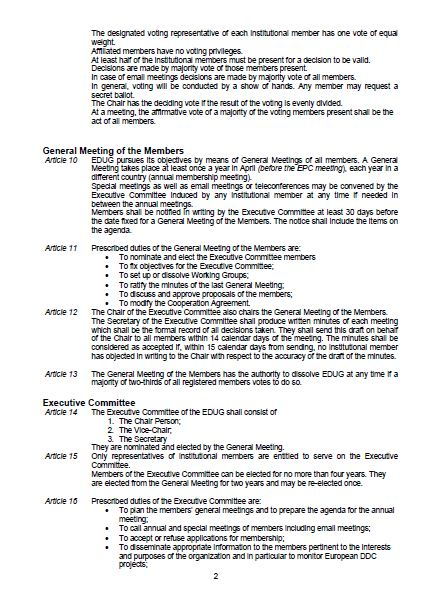 The designated voting representative of each institutional member has one vote of equal
weight.
Affiliated members have no voting privileges.
At least half of the institutional members must be present for a decision to be valid.
Decisions are made by majority vote of those members present.
In case of email meetings decisions are made by majority vote of all members.
In general, voting will be conducted by a show of hands. Any member may request a
secret ballot.
The Chair has the deciding vote if the result of the voting is evenly divided.
At a meeting, the affirmative vote of a majority of the voting members present shall be the
act of all members.
General Meeting of the Members
Article 10 EDUG pursues its objectives by means of General Meetings of all members. A General
Meeting takes place at least once a year in April (before the EPC meeting), each year in a
different country (annual membership meeting).
Special meetings as well as email meetings or teleconferences may be convened by the
Executive Committee induced by any institutional member at any time if needed in
between the annual meetings.
Members shall be notified in writing by the Executive Committee at least 30 days before
the date fixed for a General Meeting of the Members. The notice shall include the items on
the agenda.
Article 11 Prescribed duties of the General Meeting of the Members are:
• To nominate and elect the Executive Committee members
• To fix objectives for the Executive Committee;
• To set up or dissolve Working Groups;
• To ratify the minutes of the last General Meeting;
• To discuss and approve proposals of the members;
• To modify the Cooperation Agreement.
Article 12 The Chair of the Executive Committee also chairs the General Meeting of the Members.
The Secretary of the Executive Committee shall produce written minutes of each meeting
which shall be the formal record of all decisions taken. They shall send this draft on behalf
of the Chair to all members within 14 calendar days of the meeting. The minutes shall be
considered as accepted if, within 15 calendar days from sending, no institutional member
has objected in writing to the Chair with respect to the accuracy of the draft of the minutes.
Article 13 The General Meeting of the Members has the authority to dissolve EDUG at any time if a
majority of two-thirds of all registered members votes to do so.
Executive Committee
Article 14 The Executive Committee of the EDUG shall consist of
1. The Chair Person;
2. The Vice-Chair;
3. The Secretary
They are nominated and elected by the General Meeting.
Article 15 Only representatives of institutional members are entitled to serve on the Executive
Committee.
Members of the Executive Committee can be elected for no more than four years. They
are elected from the General Meeting for two years and may be re-elected once.
Article 16 Prescribed duties of the Executive Committee are:
• To plan the members' general meetings and to prepare the agenda for the annual
meeting;
• To call annual and special meetings of members including email meetings;
• To accept or refuse applications for membership;
• To disseminate appropriate information to the members pertinent to the interests
and purposes of the organization and in particular to monitor European DDC
projects;
2